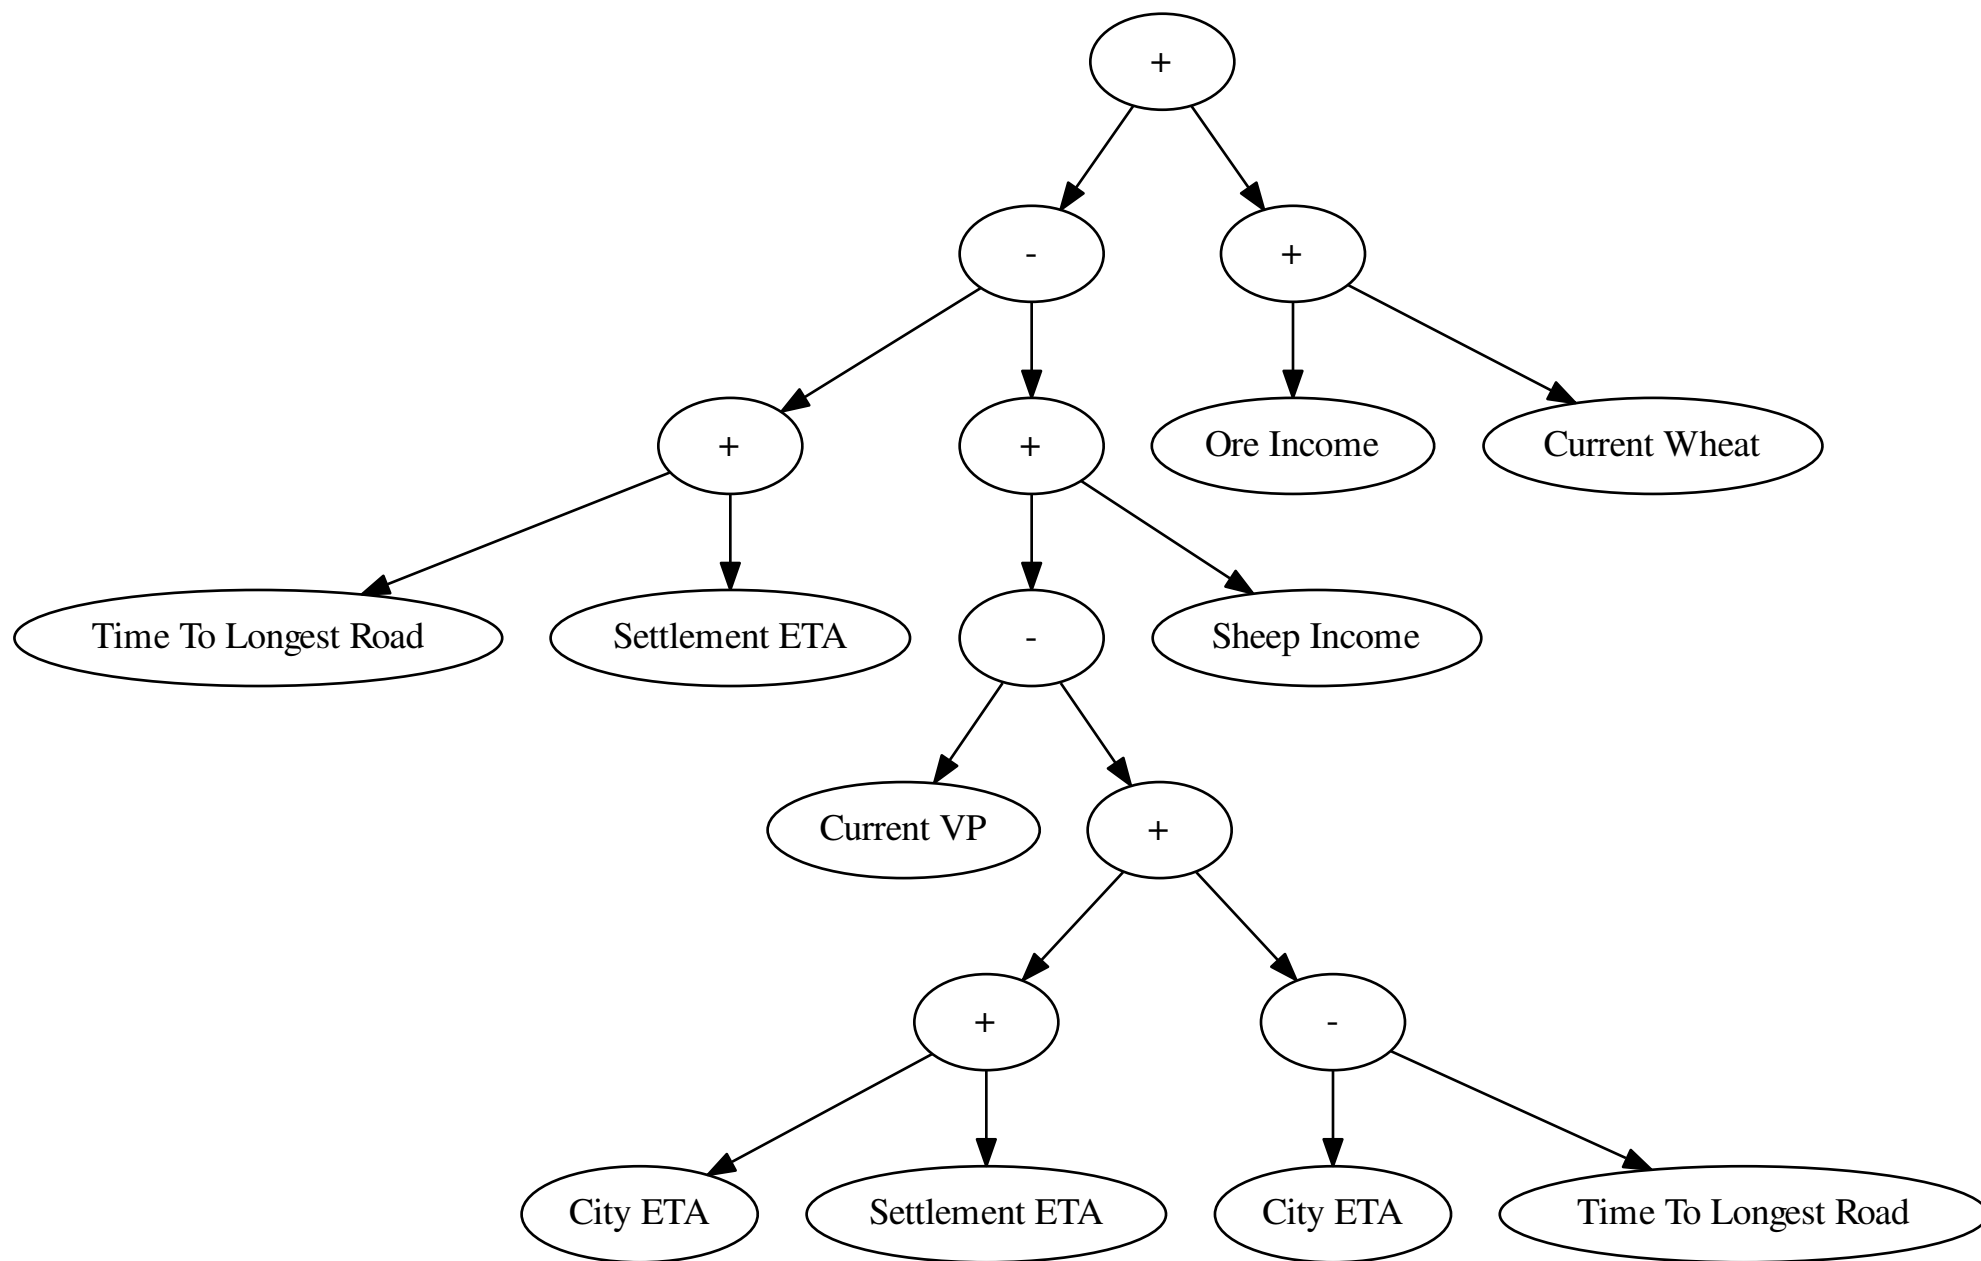 +
-
+
+
+
Ore Income
Current Wheat
Time To Longest Road
Settlement ETA
-
Sheep Income
Current VP
+
+
-
City ETA
Settlement ETA
City ETA
Time To Longest Road